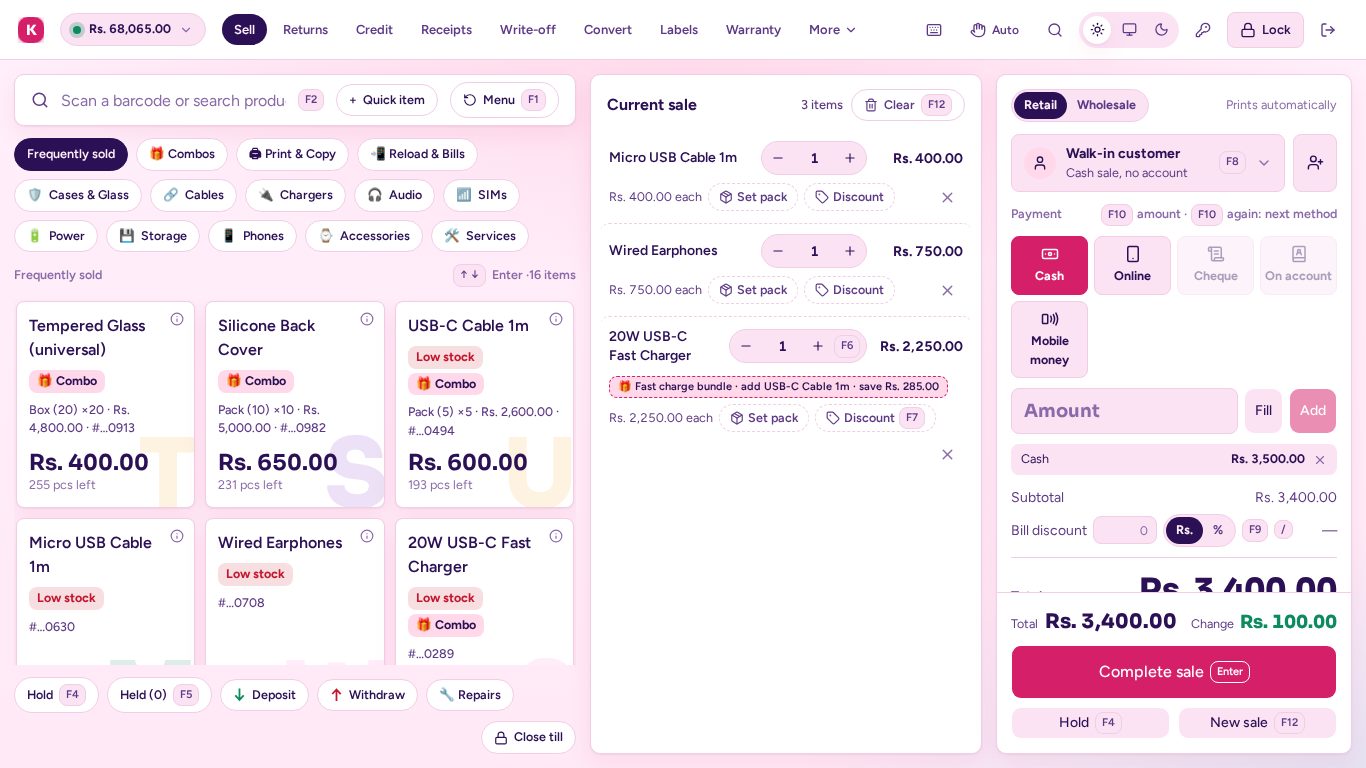 K
Rs. 68,065.00
Sell
Returns
Credit
Receipts
Write-off
Convert
Labels
Warranty
More
Auto
Lock
Scan a barcode or search produ
F2
+ Quick item
Menu F1
Frequently sold
Combos
Print & Copy
Reload & Bills
Cases & Glass
Cables
Chargers
Audio
SIMs
Power
Storage
Phones
Accessories
Services
Frequently sold
↑↓ Enter ·16 items
Tempered Glass
(universal)
Combo
Box (20) ×20 · Rs.
4,800.00 · #…0913
Rs. 400.00
255 pcs left
T
Silicone Back
Cover
Combo
Pack (10) ×10 · Rs.
5,000.00 · #…0982
Rs. 650.00
231 pcs left
S
USB-C Cable 1m
Low stock
Combo
Pack (5) ×5 · Rs. 2,600.00 ·
#…0494
Rs. 600.00
193 pcs left
U
Micro USB Cable
1m
Low stock
#…0630
Wired Earphones
Low stock
#…0708
20W USB-C Fast
Charger
Low stock
Combo
#…0289
Hold F4
Held (0) F5
Deposit
Withdraw
Repairs
Close till
Current sale
3 items
Clear F12
Micro USB Cable 1m
− 1 +
Rs. 400.00
Rs. 400.00 each
Set pack
Discount
Wired Earphones
− 1 +
Rs. 750.00
Rs. 750.00 each
Set pack
Discount
20W USB-C
Fast Charger
− 1 + F6
Rs. 2,250.00
Fast charge bundle · add USB-C Cable 1m · save Rs. 285.00
Rs. 2,250.00 each
Set pack
Discount F7
Retail
Wholesale
Prints automatically
Walk-in customer
Cash sale, no account
F8
Payment
F10 amount · F10 again: next method
Cash
Online
Cheque
On account
Mobile
money
Amount
Fill
Add
Cash
Rs. 3,500.00
Subtotal
Rs. 3,400.00
Bill discount
0
Rs.
%
F9
/
—
Rs. 3,400.00
Total Rs. 3,400.00
Change Rs. 100.00
Complete sale Enter
Hold F4
New sale F12